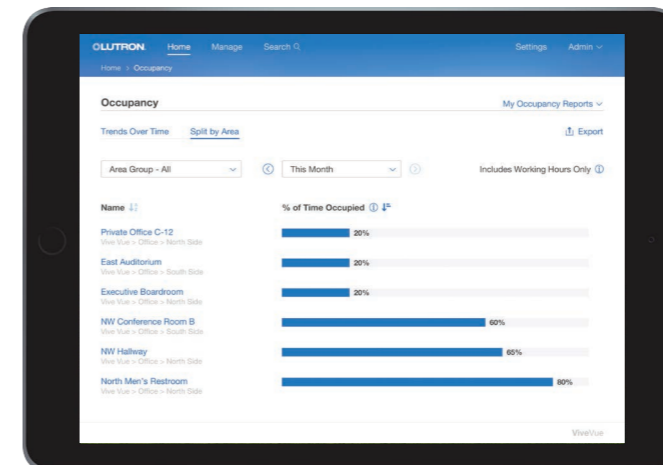 LUTRON Home Manage Search Settings Admin
Home > Occupancy
Occupancy My Occupancy Reports
Trends Over Time Split by Area Export
Area Group - All This Month Includes Working Hours Only
Name % of Time Occupied
Private Office C-12 20%
Vive Vue > Office > North Side
East Auditorium 20%
Vive Vue > Office > South Side
Executive Boardroom 20%
Vive Vue > Office > North Side
NW Conference Room B 60%
Vive Vue > Office > South Side
NW Hallway 65%
Vive Vue > Office > North Side
North Men's Restroom 80%
Vive Vue > Office > North Side
ViveVue